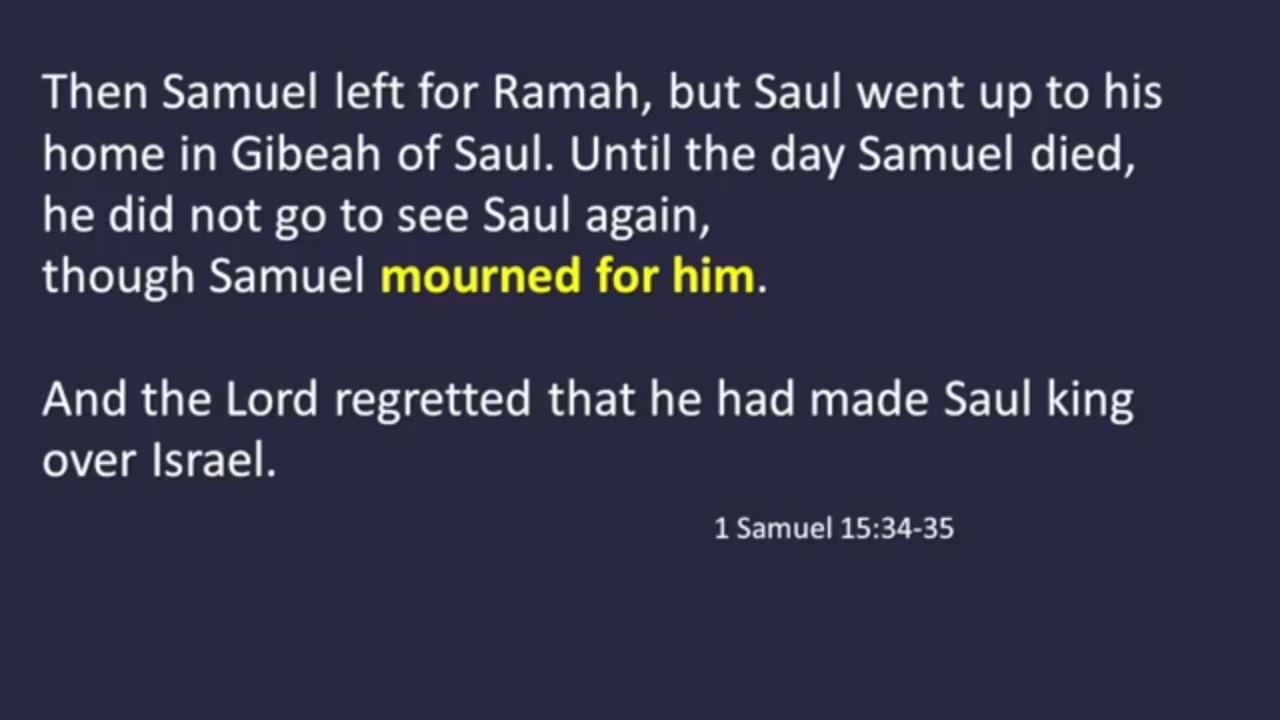 Then Samuel left for Ramah, but Saul went up to his
home in Gibeah of Saul. Until the day Samuel died,
he did not go to see Saul again,
though Samuel mourned for him.
And the Lord regretted that he had made Saul king
over Israel.
1 Samuel 15:34-35